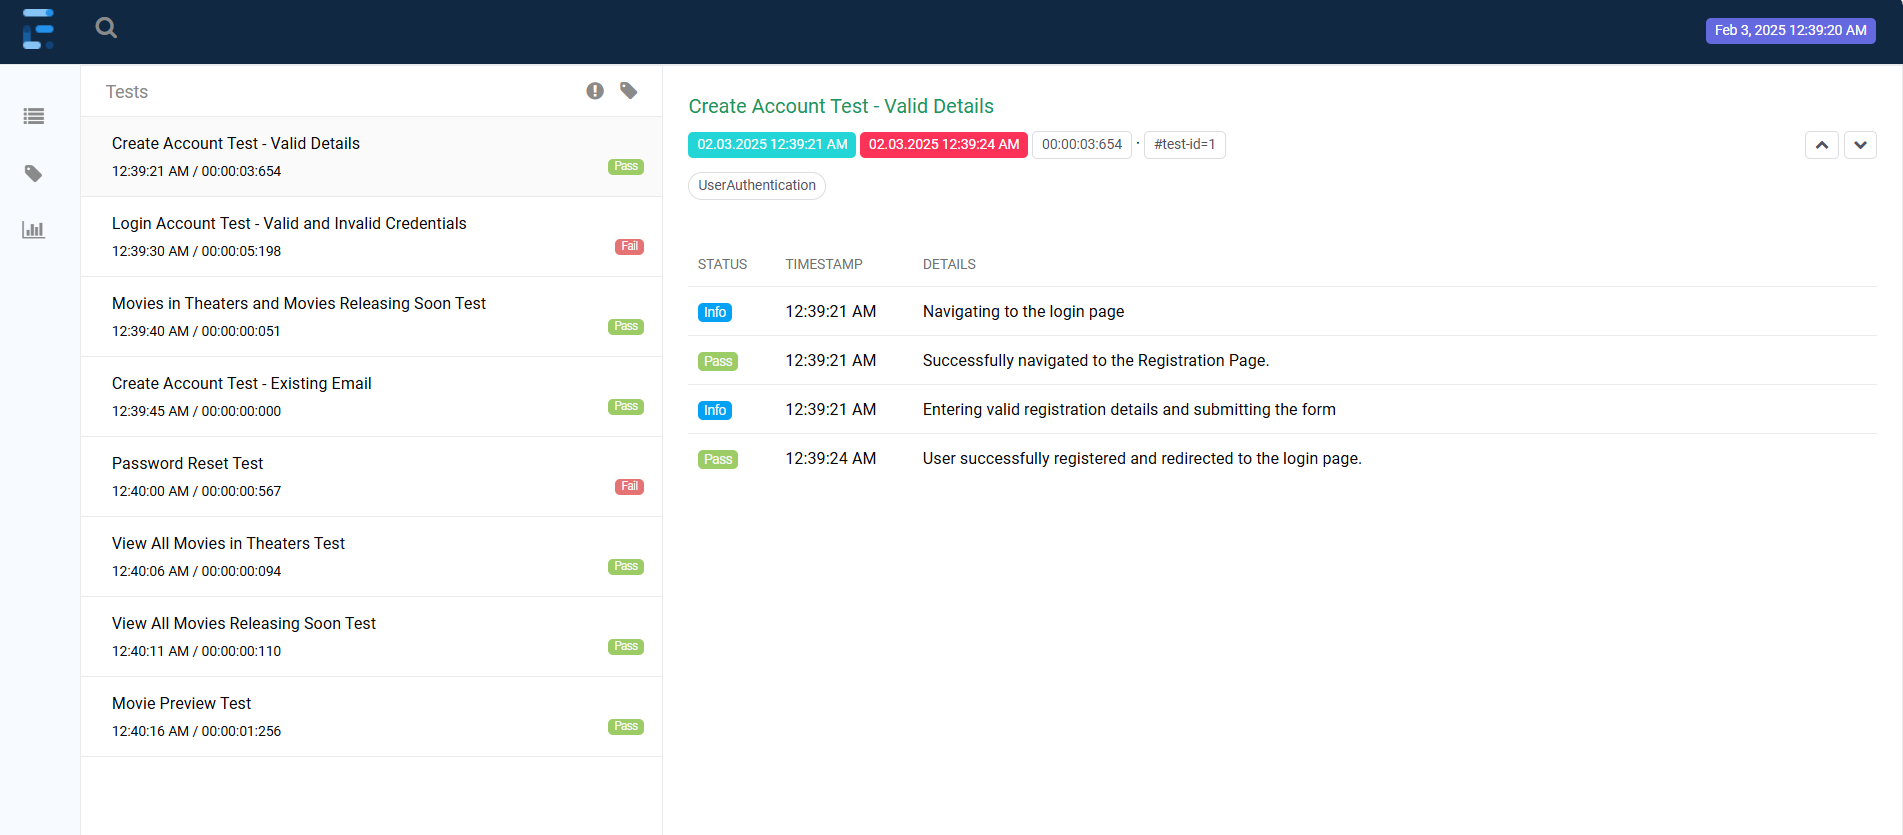 Feb 3, 2025 12:39:20 AM
Tests
Create Account Test - Valid Details
12:39:21 AM / 00:00:03:654
Pass
Login Account Test - Valid and Invalid Credentials
12:39:30 AM / 00:00:05:198
Fail
Movies in Theaters and Movies Releasing Soon Test
12:39:40 AM / 00:00:00:051
Pass
Create Account Test - Existing Email
12:39:45 AM / 00:00:00:000
Pass
Password Reset Test
12:40:00 AM / 00:00:00:567
Fail
View All Movies in Theaters Test
12:40:06 AM / 00:00:00:094
Pass
View All Movies Releasing Soon Test
12:40:11 AM / 00:00:00:110
Pass
Movie Preview Test
12:40:16 AM / 00:00:01:256
Pass
Create Account Test - Valid Details
02.03.2025 12:39:21 AM 02.03.2025 12:39:24 AM 00:00:03:654 · #test-id=1
UserAuthentication
STATUS TIMESTAMP DETAILS
Info 12:39:21 AM Navigating to the login page
Pass 12:39:21 AM Successfully navigated to the Registration Page.
Info 12:39:21 AM Entering valid registration details and submitting the form
Pass 12:39:24 AM User successfully registered and redirected to the login page.